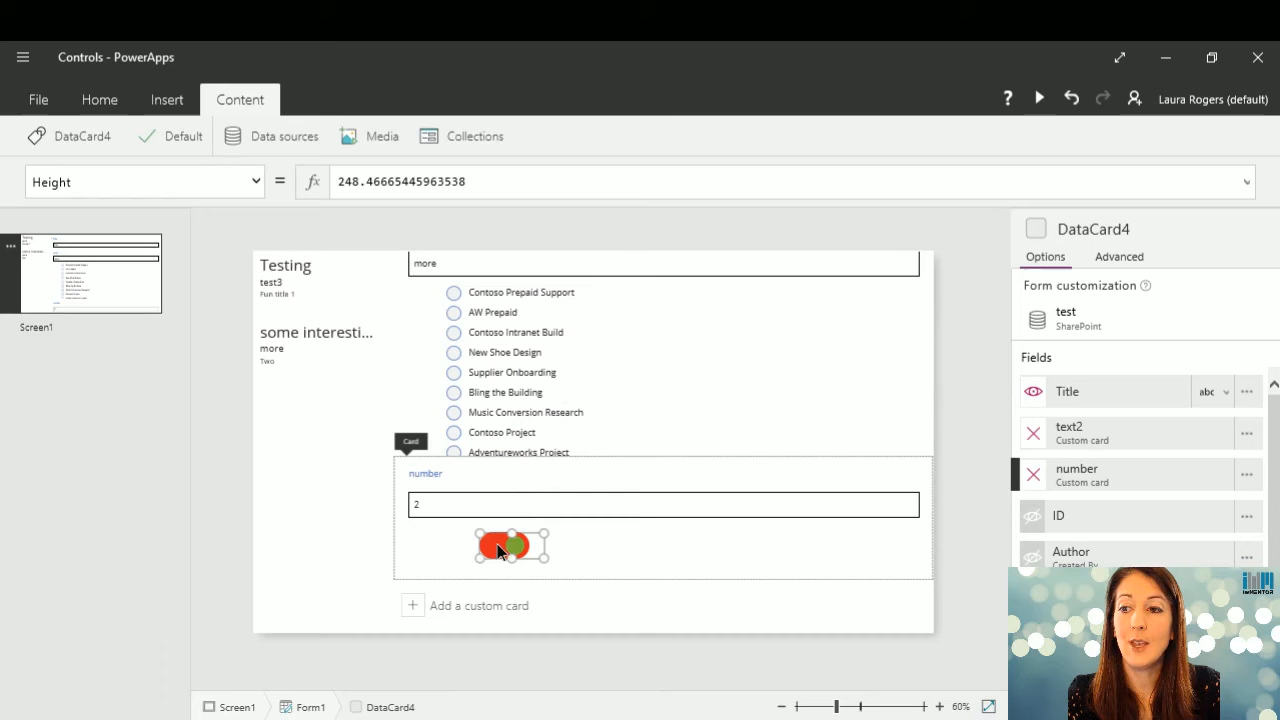 Controls - PowerApps
File Home Insert Content
? Laura Rogers (default)
DataCard4 Default Data sources Media Collections
Height = fx 248.46665445963538
Screen1
Testing
test3
Fun title 1
some interesti...
more
Two
more
Contoso Prepaid Support
AW Prepaid
Contoso Intranet Build
New Shoe Design
Supplier Onboarding
Bling the Building
Music Conversion Research
Contoso Project
Adventureworks Project
Card
number
2
+ Add a custom card
DataCard4
Options Advanced
Form customization ?
test
SharePoint
Fields
Title abc ...
text2 ...
Custom card
number ...
Custom card
ID ...
Author ...
Created By
iwMENTOR
Screen1 Form1 DataCard4
− + 60%